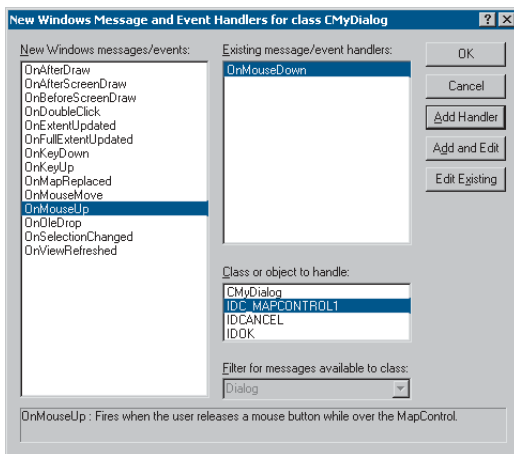 New Windows Message and Event Handlers for class CMyDialog
New Windows messages/events:
OnAfterDraw
OnAfterScreenDraw
OnBeforeScreenDraw
OnDoubleClick
OnExtentUpdated
OnFullExtentUpdated
OnKeyDown
OnKeyUp
OnMapReplaced
OnMouseMove
OnMouseUp
OnOleDrop
OnSelectionChanged
OnViewRefreshed
Existing message/event handlers:
OnMouseDown
Class or object to handle:
CMyDialog
IDC_MAPCONTROL1
IDCANCEL
IDOK
Filter for messages available to class:
Dialog
OK
Cancel
Add Handler
Add and Edit
Edit Existing
OnMouseUp : Fires when the user releases a mouse button while over the MapControl.